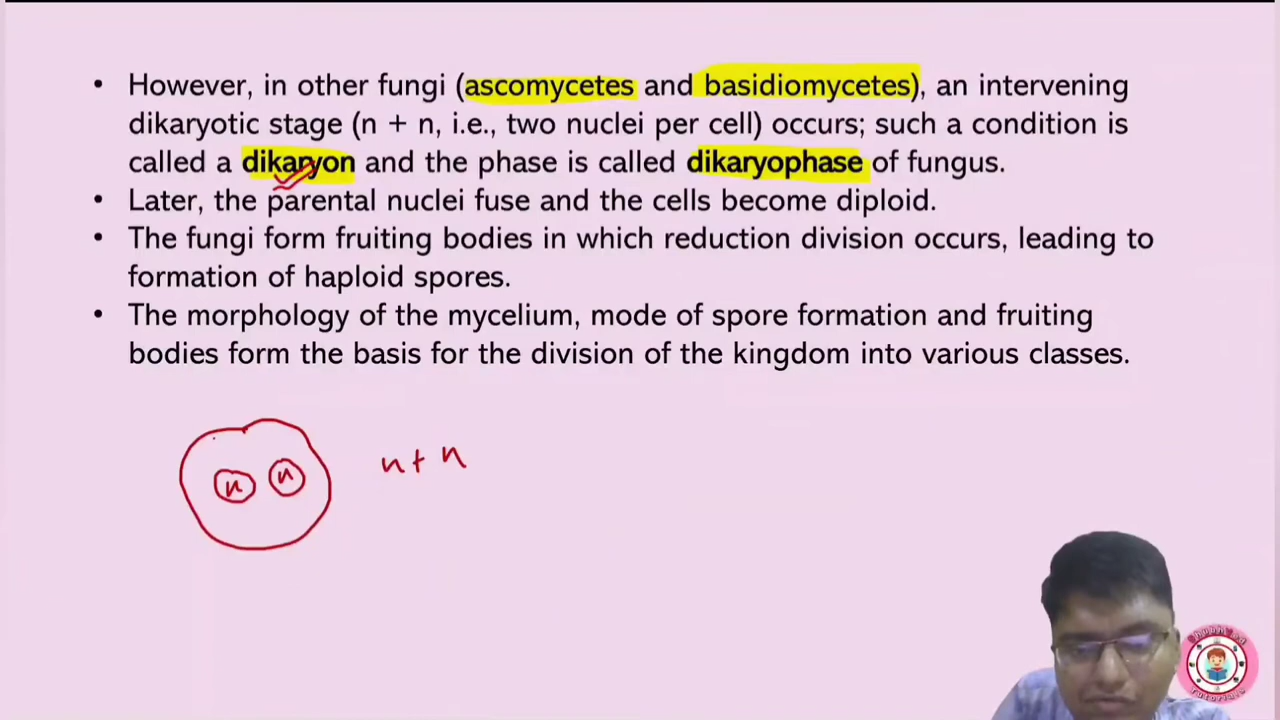 • However, in other fungi (ascomycetes and basidiomycetes), an intervening
dikaryotic stage (n + n, i.e., two nuclei per cell) occurs; such a condition is
called a dikaryon and the phase is called dikaryophase of fungus.
• Later, the parental nuclei fuse and the cells become diploid.
• The fungi form fruiting bodies in which reduction division occurs, leading to
formation of haploid spores.
• The morphology of the mycelium, mode of spore formation and fruiting
bodies form the basis for the division of the kingdom into various classes.
n n n + n